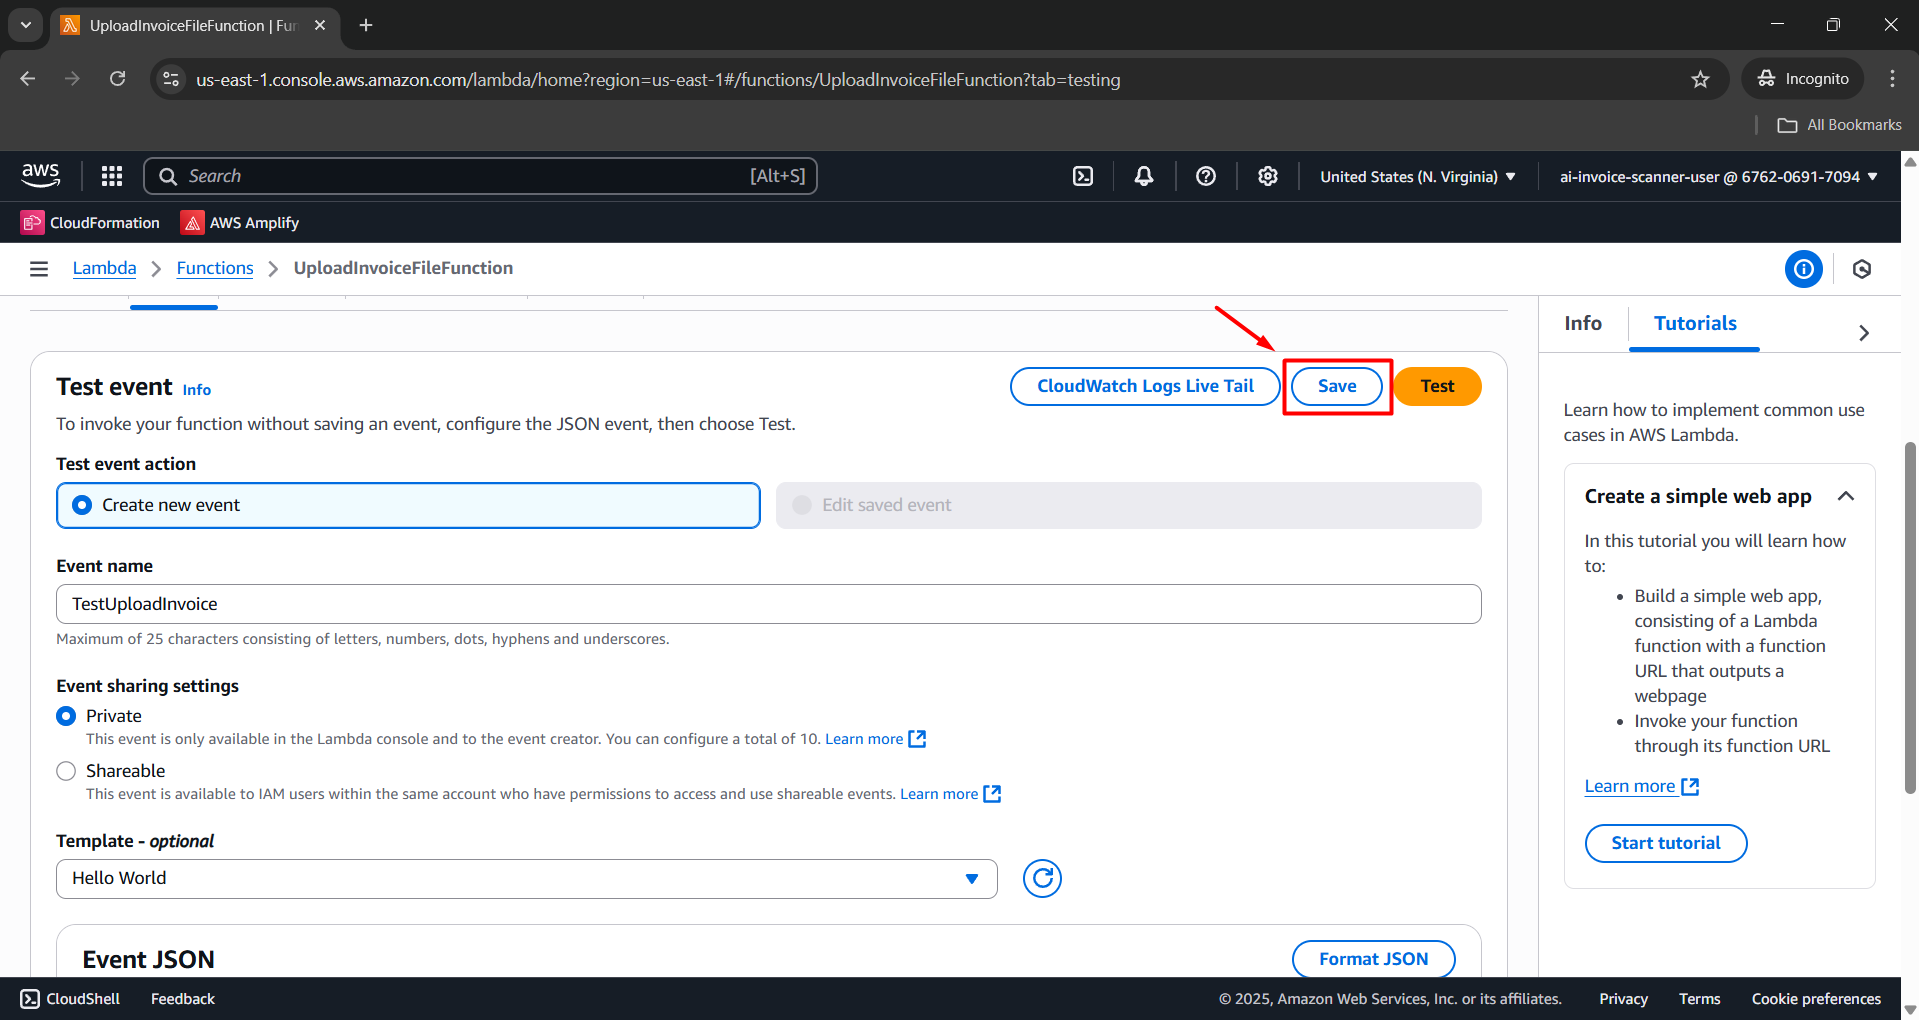 UploadInvoiceFileFunction | Fun
us-east-1.console.aws.amazon.com/lambda/home?region=us-east-1#/functions/UploadInvoiceFileFunction?tab=testing
Incognito
All Bookmarks
aws
Search
[Alt+S]
United States (N. Virginia)
ai-invoice-scanner-user @ 6762-0691-7094
CloudFormation
AWS Amplify
Lambda
Functions
UploadInvoiceFileFunction
Test event Info
CloudWatch Logs Live Tail
Save
Test
To invoke your function without saving an event, configure the JSON event, then choose Test.
Test event action
Create new event
Edit saved event
Event name
TestUploadInvoice
Maximum of 25 characters consisting of letters, numbers, dots, hyphens and underscores.
Event sharing settings
Private
This event is only available in the Lambda console and to the event creator. You can configure a total of 10. Learn more
Shareable
This event is available to IAM users within the same account who have permissions to access and use shareable events. Learn more
Template - optional
Hello World
Event JSON
Format JSON
Info
Tutorials
Learn how to implement common use
cases in AWS Lambda.
Create a simple web app
In this tutorial you will learn how
to:
• Build a simple web app,
consisting of a Lambda
function with a function
URL that outputs a
webpage
• Invoke your function
through its function URL
Learn more
Start tutorial
CloudShell
Feedback
© 2025, Amazon Web Services, Inc. or its affiliates.
Privacy
Terms
Cookie preferences